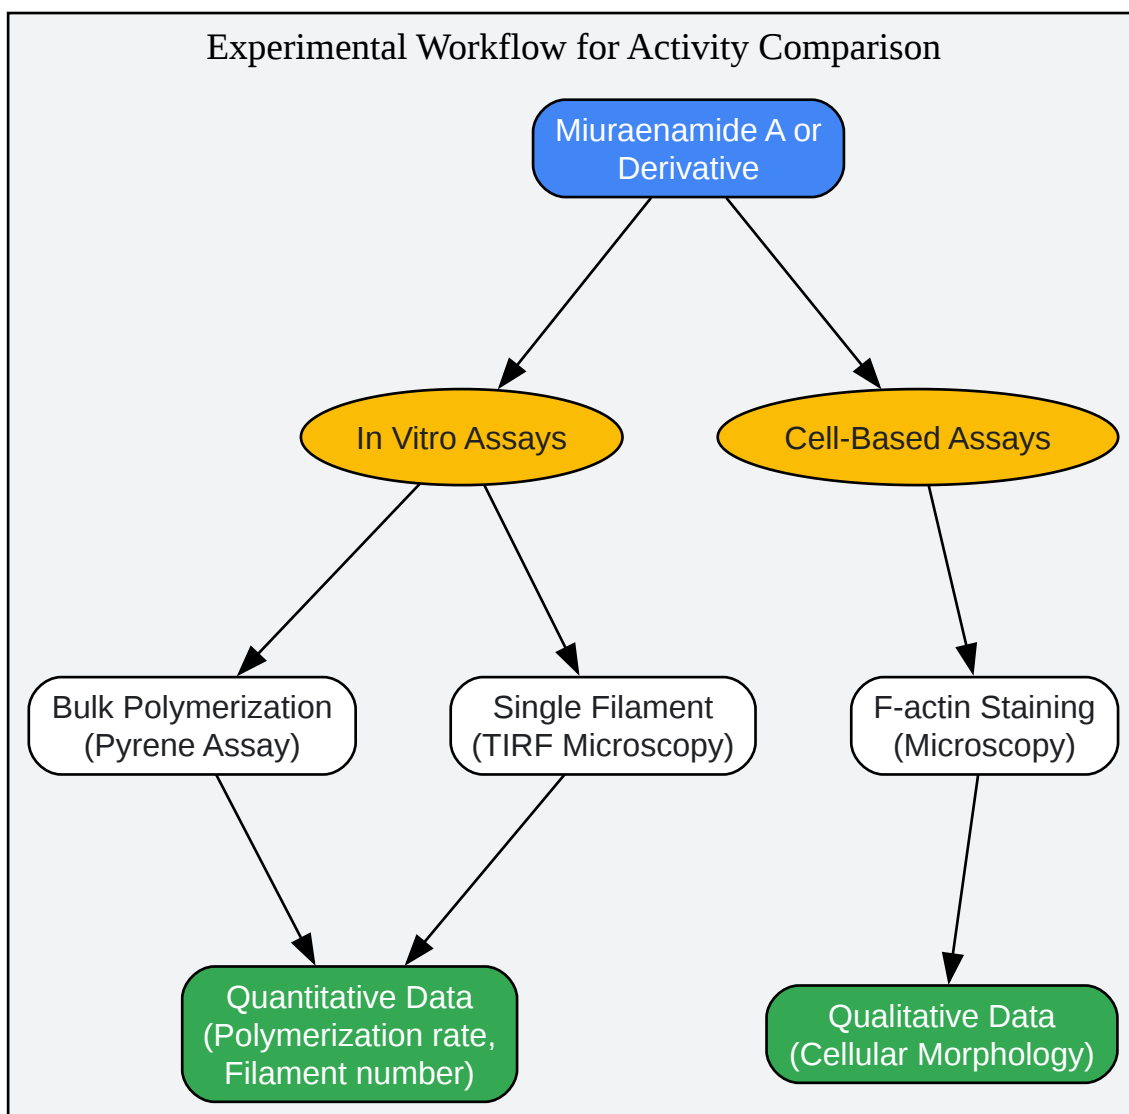 Experimental Workflow for Activity Comparison
Miuraenamide A or
Derivative
In Vitro Assays
Cell-Based Assays
Bulk Polymerization
(Pyrene Assay)
Single Filament
(TIRF Microscopy)
F-actin Staining
(Microscopy)
Quantitative Data
(Polymerization rate,
Filament number)
Qualitative Data
(Cellular Morphology)